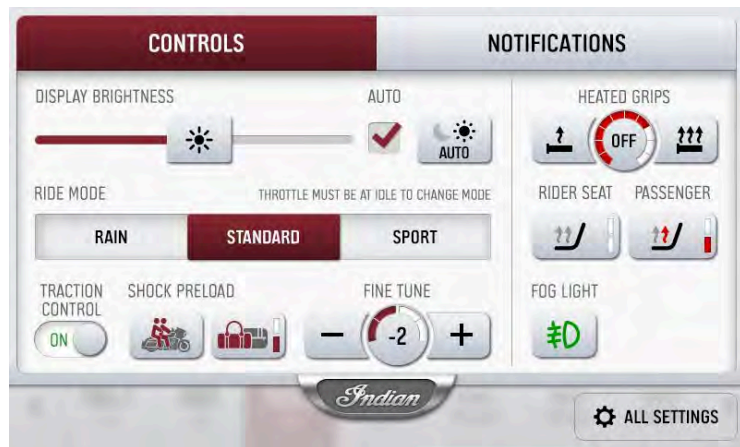 CONTROLS
NOTIFICATIONS
DISPLAY BRIGHTNESS
AUTO
AUTO
HEATED GRIPS
OFF
RIDE MODE
THROTTLE MUST BE AT IDLE TO CHANGE MODE
RAIN
STANDARD
SPORT
RIDER SEAT
PASSENGER
TRACTION
CONTROL
ON
SHOCK PRELOAD
FINE TUNE
-2
FOG LIGHT
Indian
ALL SETTINGS